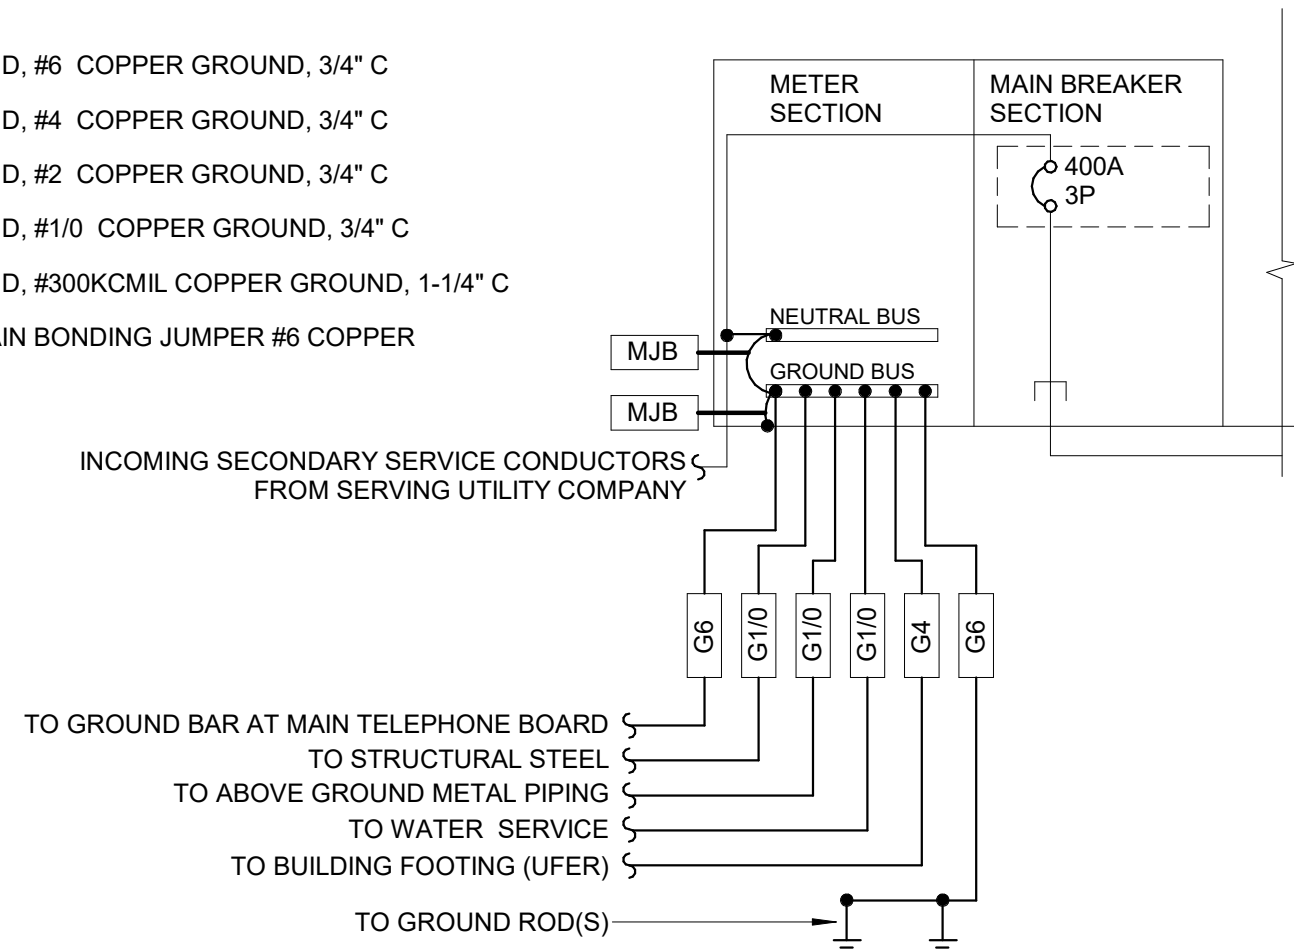 D, #6 COPPER GROUND, 3/4" C
D, #4 COPPER GROUND, 3/4" C
D, #2 COPPER GROUND, 3/4" C
D, #1/0 COPPER GROUND, 3/4" C
D, #300KCMIL COPPER GROUND, 1-1/4" C
AIN BONDING JUMPER #6 COPPER
METER
SECTION
MAIN BREAKER
SECTION
400A
3P
NEUTRAL BUS
MJB
GROUND BUS
MJB
INCOMING SECONDARY SERVICE CONDUCTORS
FROM SERVING UTILITY COMPANY
G6
G1/0
G1/0
G1/0
G4
G6
TO GROUND BAR AT MAIN TELEPHONE BOARD
TO STRUCTURAL STEEL
TO ABOVE GROUND METAL PIPING
TO WATER SERVICE
TO BUILDING FOOTING (UFER)
TO GROUND ROD(S)